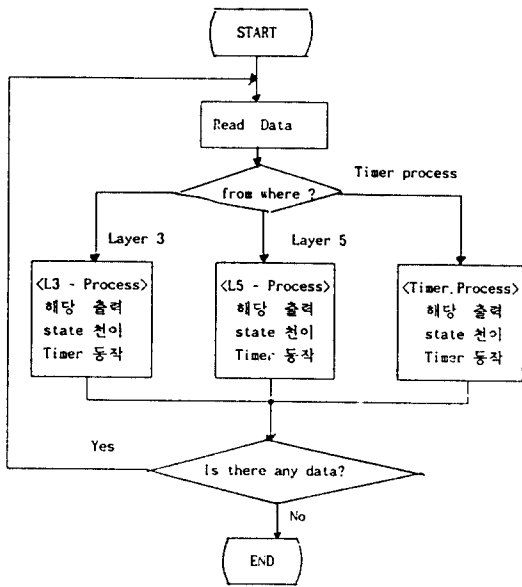 START
Read Data
from where ?
Timer process
Layer 3
Layer 5
<L3 - Process>
해당 출력
state 천이
Timer 동작
<L5 - Process>
해당 출력
state 천이
Timer 동작
<Timer.Process>
해당 출력
state 천이
Timer 동작
Yes
Is there any data?
No
END